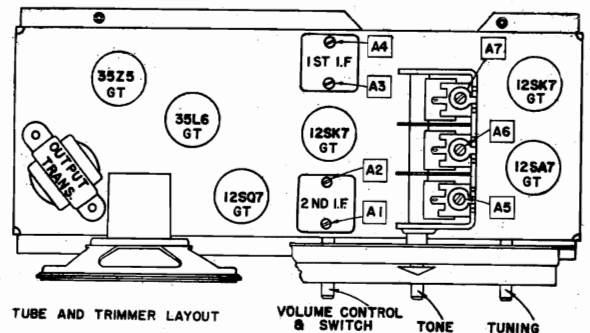 A4
1ST I.F
A3
A7
35Z5
GT
12SK7
GT
35L6
GT
12SK7
GT
A6
OUTPUT
TRANS.
A2
12SA7
GT
12SQ7
GT
2ND I.F
A1
A5
TUBE AND TRIMMER LAYOUT
VOLUME CONTROL
& SWITCH
TONE
TUNING